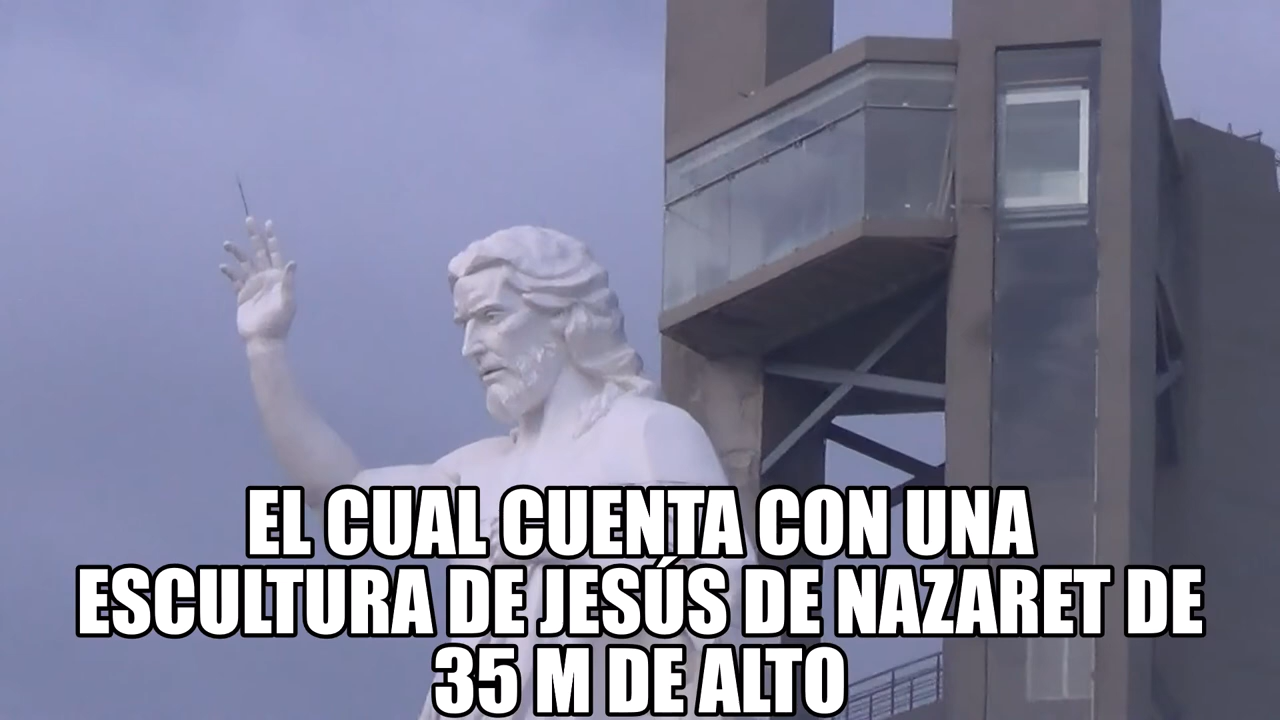 EL CUAL CUENTA CON UNA
ESCULTURA DE JESÚS DE NAZARET DE
35 M DE ALTO